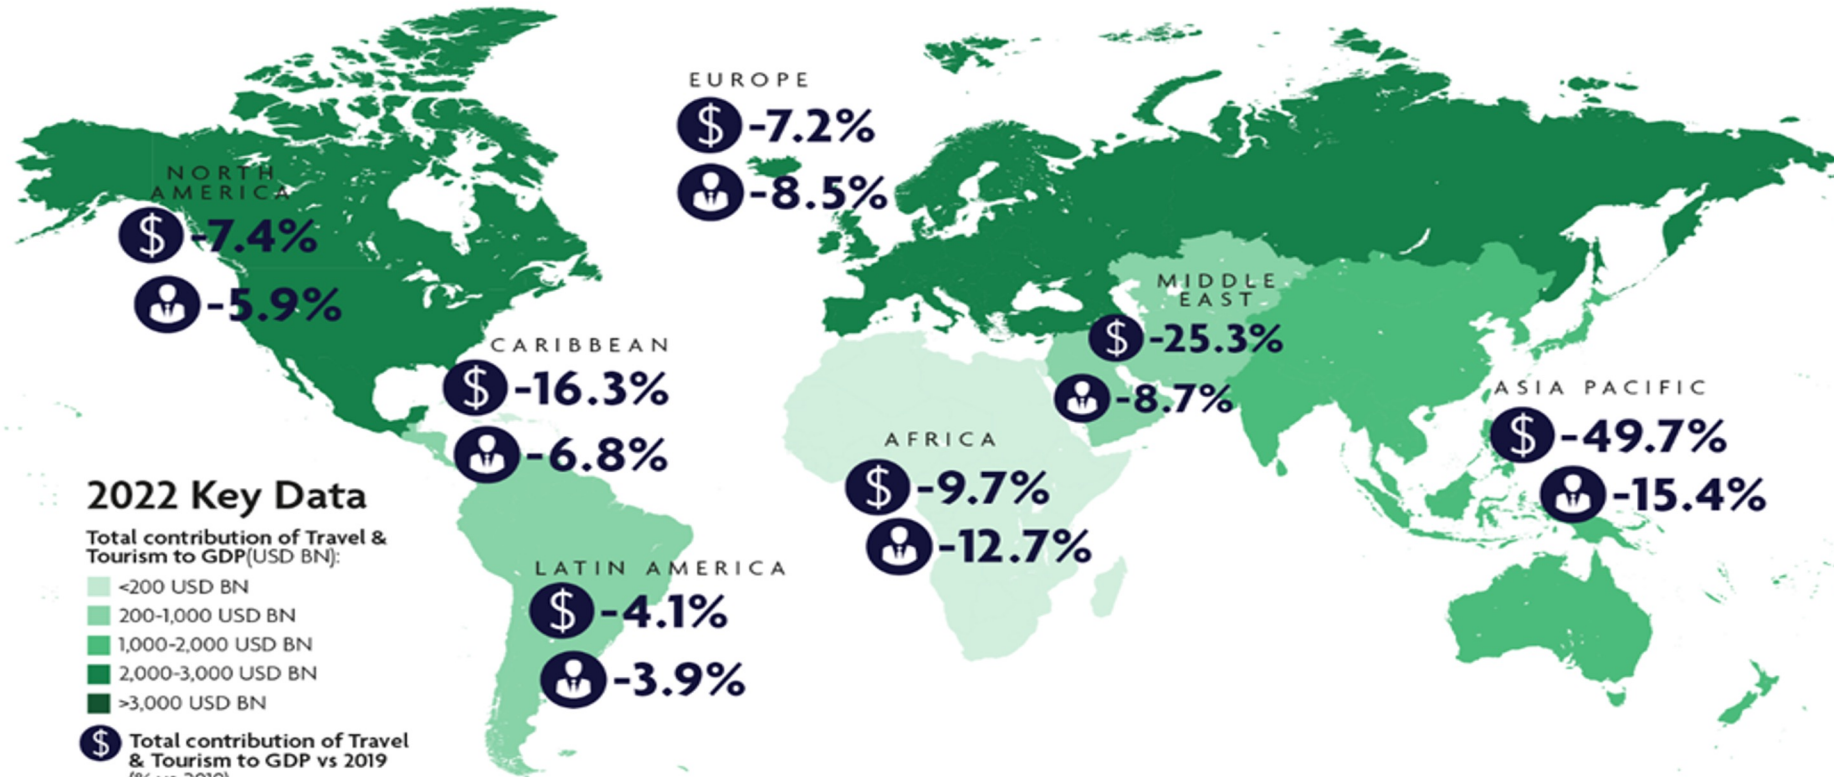 EUROPE
-7.2%
-8.5%
NORTH
AMERICA
-7.4%
-5.9%
MIDDLE
EAST
-25.3%
-8.7%
CARIBBEAN
-16.3%
-6.8%
ASIA PACIFIC
-49.7%
-15.4%
AFRICA
-9.7%
-12.7%
LATIN AMERICA
-4.1%
-3.9%
2022 Key Data
Total contribution of Travel &
Tourism to GDP(USD BN):
<200 USD BN
200-1,000 USD BN
1,000-2,000 USD BN
2,000-3,000 USD BN
>3,000 USD BN
$ Total contribution of Travel
& Tourism to GDP vs 2019